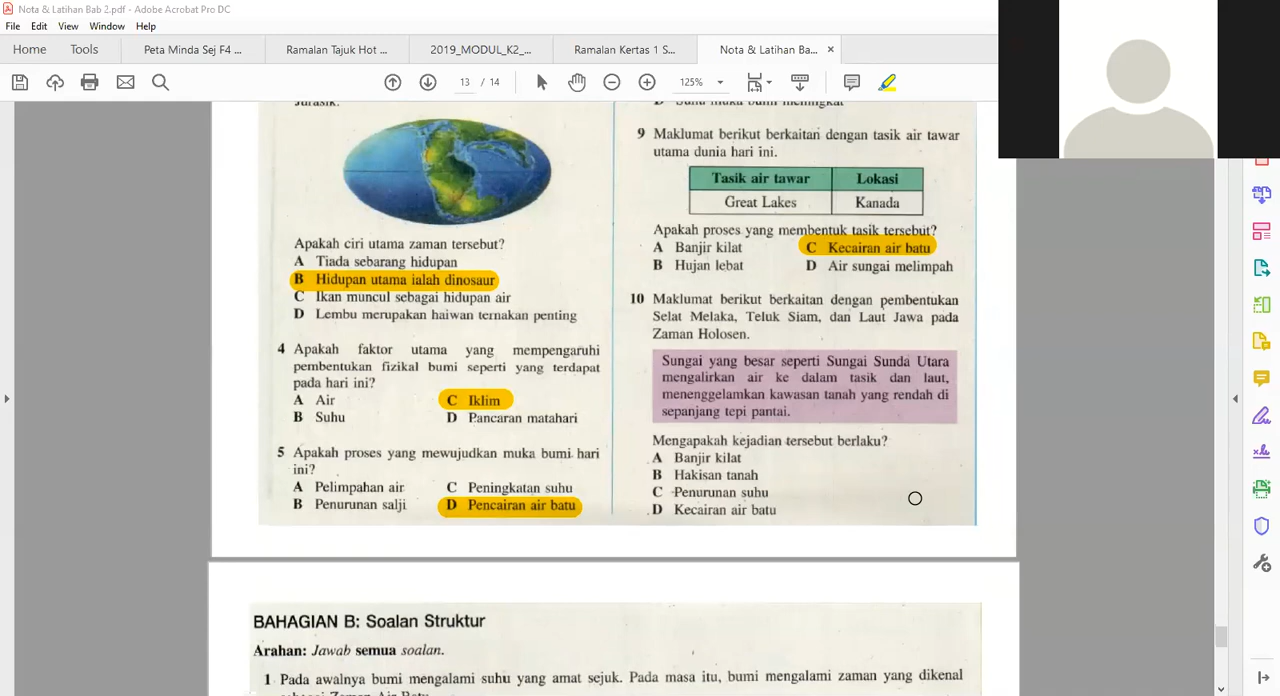 Nota & Latihan Bab 2.pdf - Adobe Acrobat Pro DC
File Edit View Window Help
Home Tools Peta Minda Sej F4 ... Ramalan Tajuk Hot ... 2019_MODUL_K2_... Ramalan Kertas 1 S... Nota & Latihan Ba... ×
13 / 14 125%
Jurasik.
Apakah ciri utama zaman tersebut?
A Tiada sebarang hidupan
B Hidupan utama ialah dinosaur
C Ikan muncul sebagai hidupan air
D Lembu merupakan haiwan ternakan penting
4 Apakah faktor utama yang mempengaruhi
pembentukan fizikal bumi seperti yang terdapat
pada hari ini?
A Air C Iklim
B Suhu D Pancaran matahari
5 Apakah proses yang mewujudkan muka bumi hari
ini?
A Pelimpahan air C Peningkatan suhu
B Penurunan salji D Pencairan air batu
D Suhu muka bumi meningkat
9 Maklumat berikut berkaitan dengan tasik air tawar
utama dunia hari ini.
Tasik air tawar Lokasi
Great Lakes Kanada
Apakah proses yang membentuk tasik tersebut?
A Banjir kilat C Kecairan air batu
B Hujan lebat D Air sungai melimpah
10 Maklumat berikut berkaitan dengan pembentukan
Selat Melaka, Teluk Siam, dan Laut Jawa pada
Zaman Holosen.
Sungai yang besar seperti Sungai Sunda Utara
mengalirkan air ke dalam tasik dan laut,
menenggelamkan kawasan tanah yang rendah di
sepanjang tepi pantai.
Mengapakah kejadian tersebut berlaku?
A Banjir kilat
B Hakisan tanah
C Penurunan suhu
D Kecairan air batu
BAHAGIAN B: Soalan Struktur
Arahan: Jawab semua soalan.
1 Pada awalnya bumi mengalami suhu yang amat sejuk. Pada masa itu, bumi mengalami zaman yang dikenal
sebagai Zaman Air Batu.